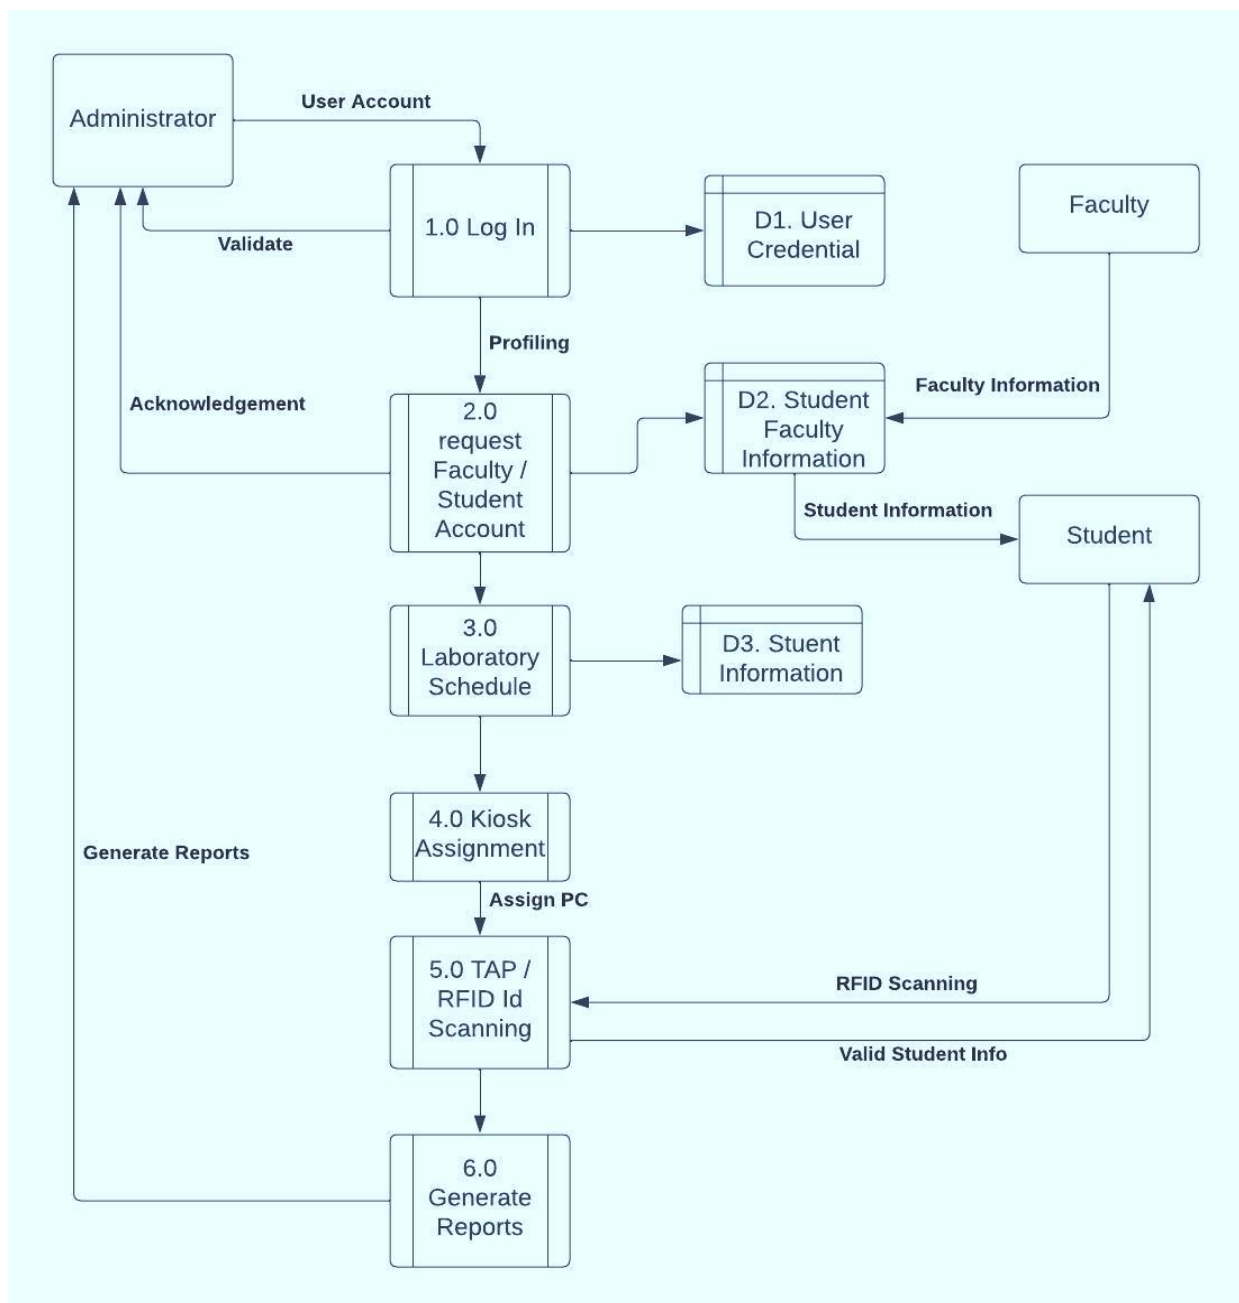 User Account
Administrator
1.0 Log In
D1. User
Credential
Faculty
Validate
Profiling
Acknowledgement
2.0
request
Faculty /
Student
Account
D2. Student
Faculty
Information
Faculty Information
Student Information
Student
3.0
Laboratory
Schedule
D3. Stuent
Information
4.0 Kiosk
Assignment
Generate Reports
Assign PC
5.0 TAP /
RFID Id
Scanning
RFID Scanning
Valid Student Info
6.0
Generate
Reports